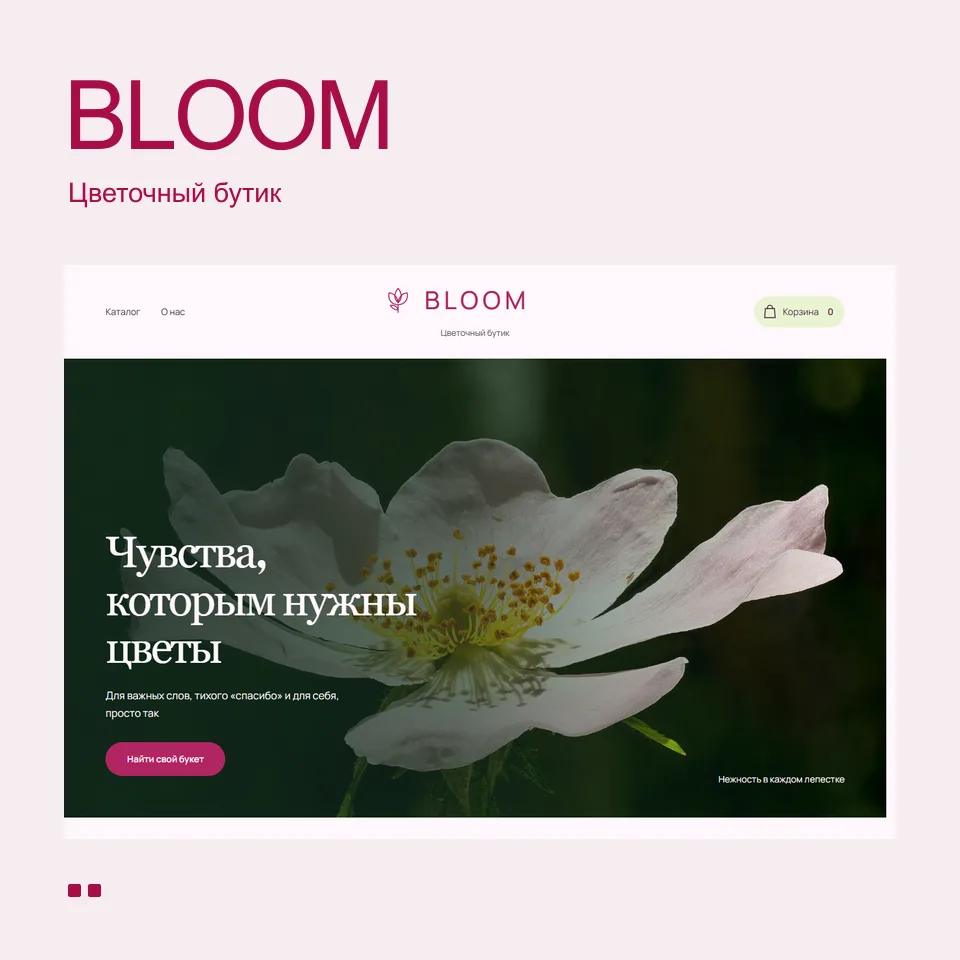 BLOOM
Цветочный бутик
Каталог
О нас
BLOOM
Цветочный бутик
Корзина 0
Чувства,
которым нужны
цветы
Для важных слов, тихого «спасибо» и для себя,
просто так
Найти свой букет
Нежность в каждом лепестке